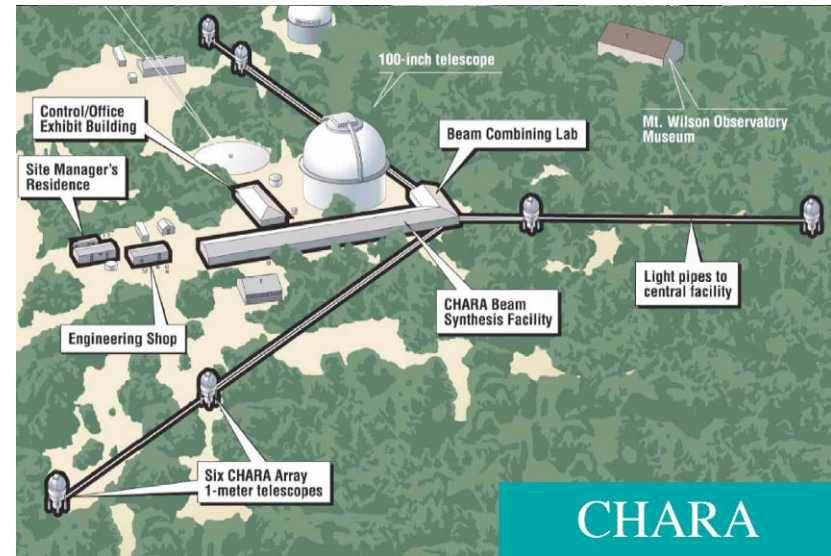 100-inch telescope
Control/Office
Exhibit Building
Beam Combining Lab
Mt. Wilson Observatory
Museum
Site Manager's
Residence
Light pipes to
central facility
CHARA Beam
Synthesis Facility
Engineering Shop
Six CHARA Array
1-meter telescopes
CHARA